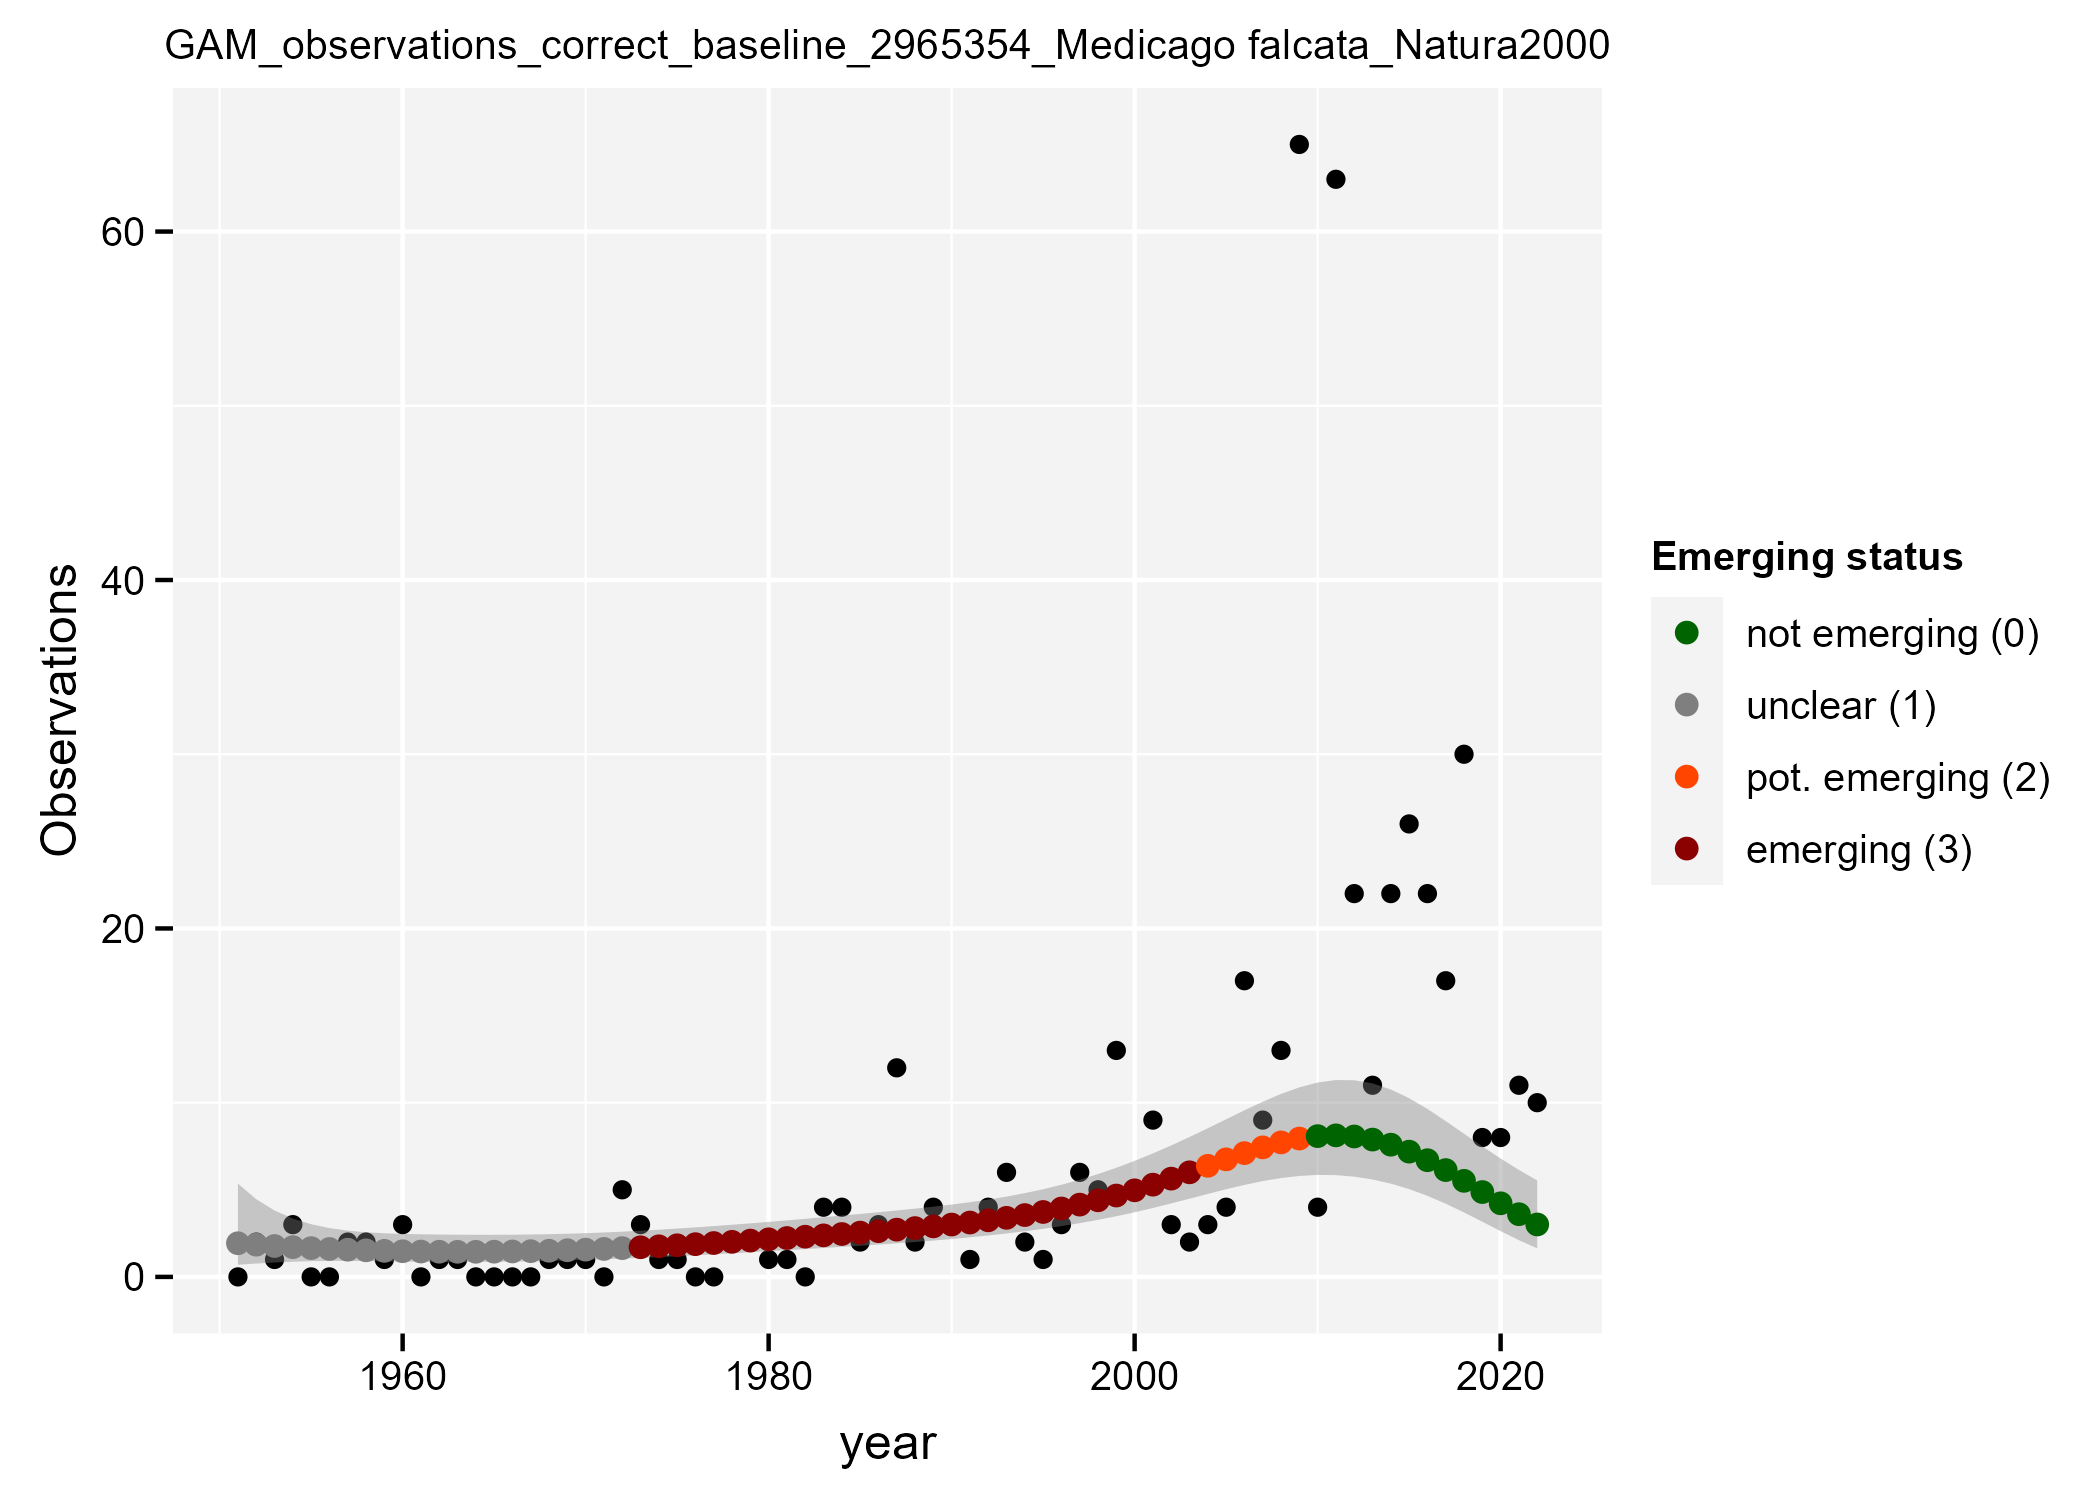 GAM_observations_correct_baseline_2965354_Medicago falcata_Natura2000
Observations
60
40
20
0
1960
1980
2000
2020
year
Emerging status
not emerging (0)
unclear (1)
pot. emerging (2)
emerging (3)